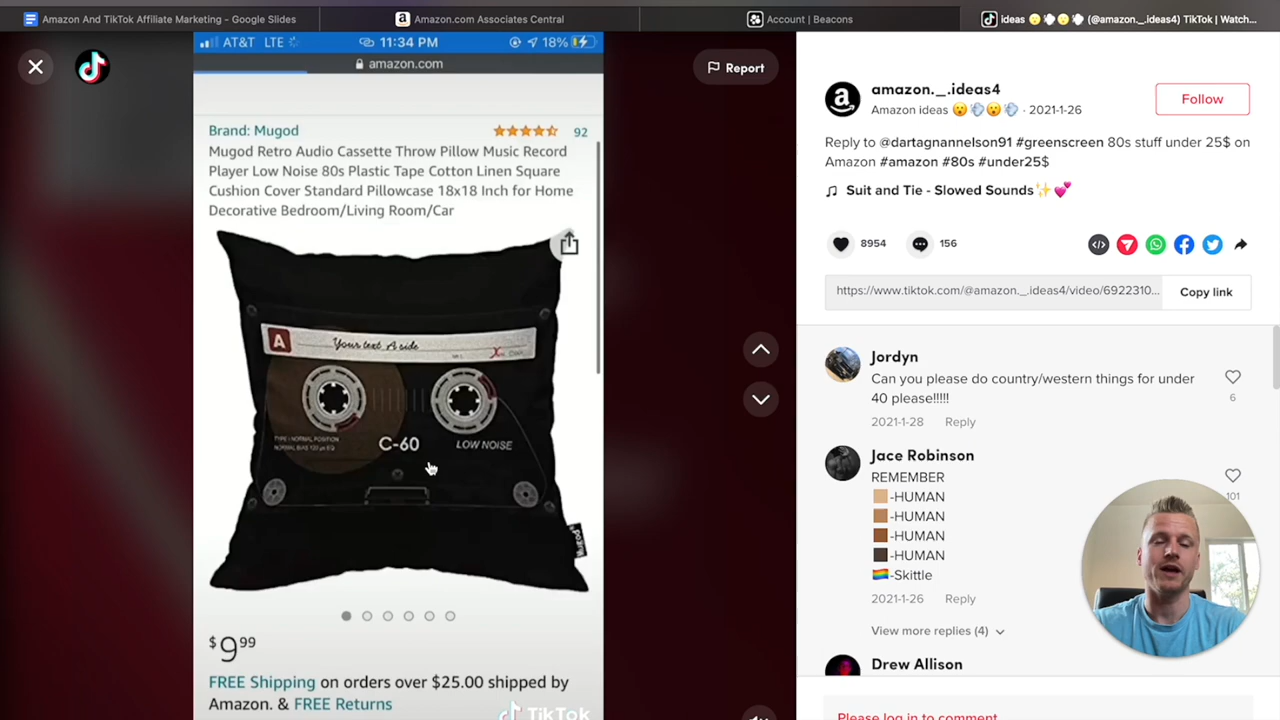 Amazon And TikTok Affiliate Marketing - Google Slides
Amazon.com Associates Central
Account | Beacons
ideas 😮💨😮💨 (@amazon._.ideas4) TikTok | Watch...
AT&T LTE 11:34 PM 18%
amazon.com
Brand: Mugod 92
Mugod Retro Audio Cassette Throw Pillow Music Record
Player Low Noise 80s Plastic Tape Cotton Linen Square
Cushion Cover Standard Pillowcase 18x18 Inch for Home
Decorative Bedroom/Living Room/Car
A Your text A side
TYPE I NORMAL POSITION
C-60 LOW NOISE
Mugod
$9 99
FREE Shipping on orders over $25.00 shipped by
Amazon. & FREE Returns
TikTok
Report
amazon._.ideas4
Amazon ideas 😮💨😮💨 · 2021-1-26
Follow
Reply to @dartagnannelson91 #greenscreen 80s stuff under 25$ on
Amazon #amazon #80s #under25$
♫ Suit and Tie - Slowed Sounds✨💕
8954 156
https://www.tiktok.com/@amazon._.ideas4/video/6922310... Copy link
Jordyn
Can you please do country/western things for under
40 please!!!!!
6
2021-1-28 Reply
Jace Robinson
REMEMBER
🏼-HUMAN
🏽-HUMAN
🏾-HUMAN
🏿-HUMAN
🏳️‍🌈-Skittle
101
2021-1-26 Reply
View more replies (4)
Drew Allison
Please log in to comment